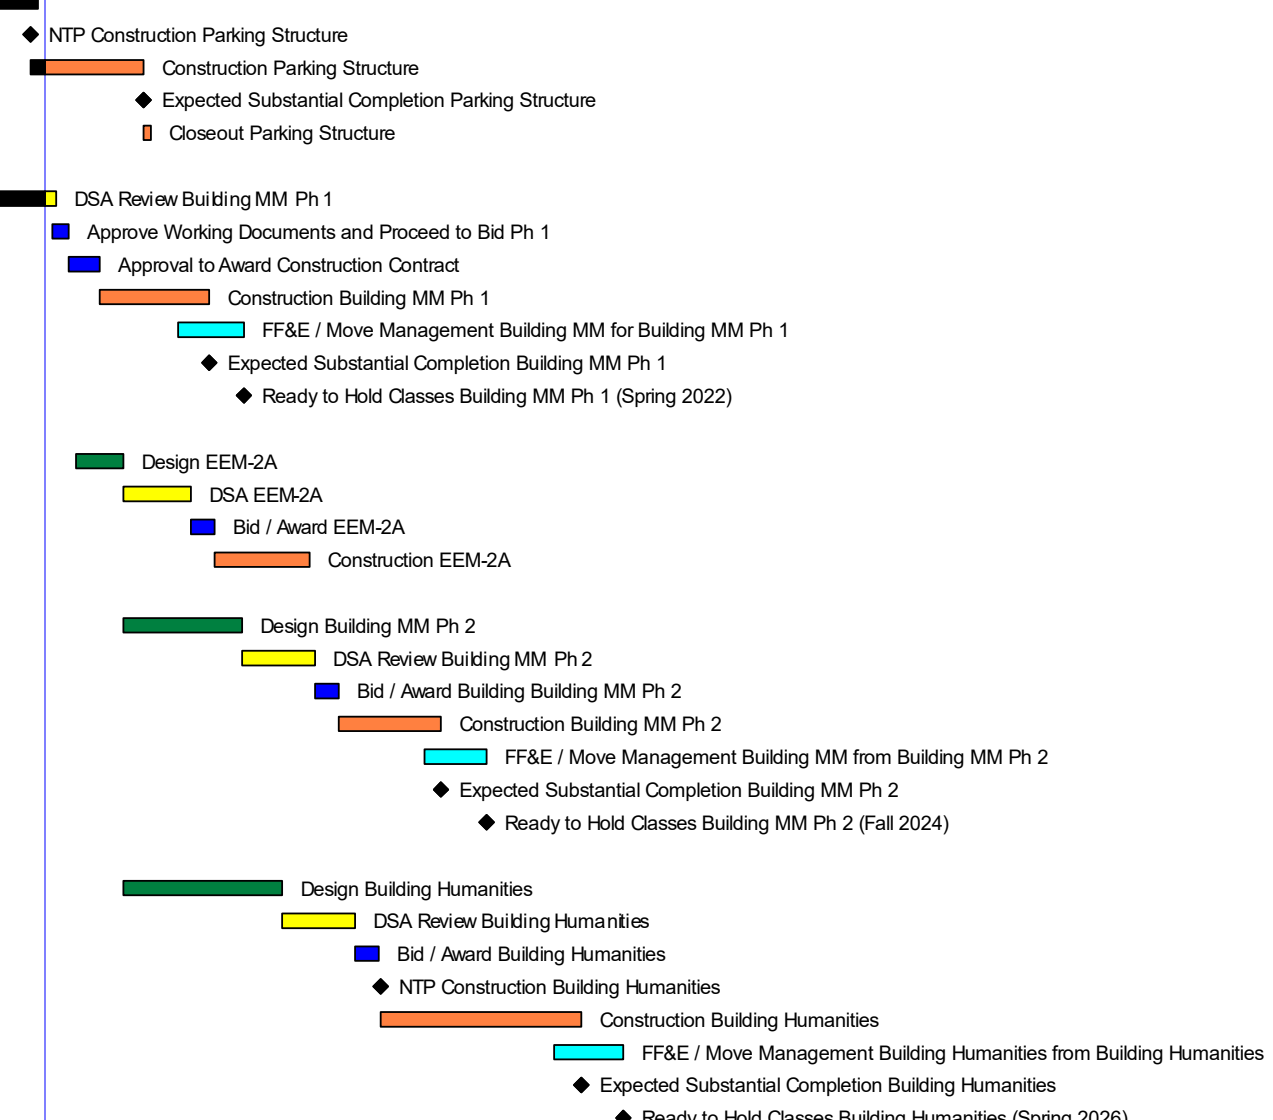 NTP Construction Parking Structure
Construction Parking Structure
Expected Substantial Completion Parking Structure
Closeout Parking Structure
DSA Review Building MM Ph 1
Approve Working Documents and Proceed to Bid Ph 1
Approval to Award Construction Contract
Construction Building MM Ph 1
FF&E / Move Management Building MM for Building MM Ph 1
Expected Substantial Completion Building MM Ph 1
Ready to Hold Classes Building MM Ph 1 (Spring 2022)
Design EEM-2A
DSA EEM-2A
Bid / Award EEM-2A
Construction EEM-2A
Design Building MM Ph 2
DSA Review Building MM Ph 2
Bid / Award Building Building MM Ph 2
Construction Building MM Ph 2
FF&E / Move Management Building MM from Building MM Ph 2
Expected Substantial Completion Building MM Ph 2
Ready to Hold Classes Building MM Ph 2 (Fall 2024)
Design Building Humanities
DSA Review Building Humanities
Bid / Award Building Humanities
NTP Construction Building Humanities
Construction Building Humanities
FF&E / Move Management Building Humanities from Building Humanities
Expected Substantial Completion Building Humanities
Ready to Hold Classes Building Humanities (Spring 2026)